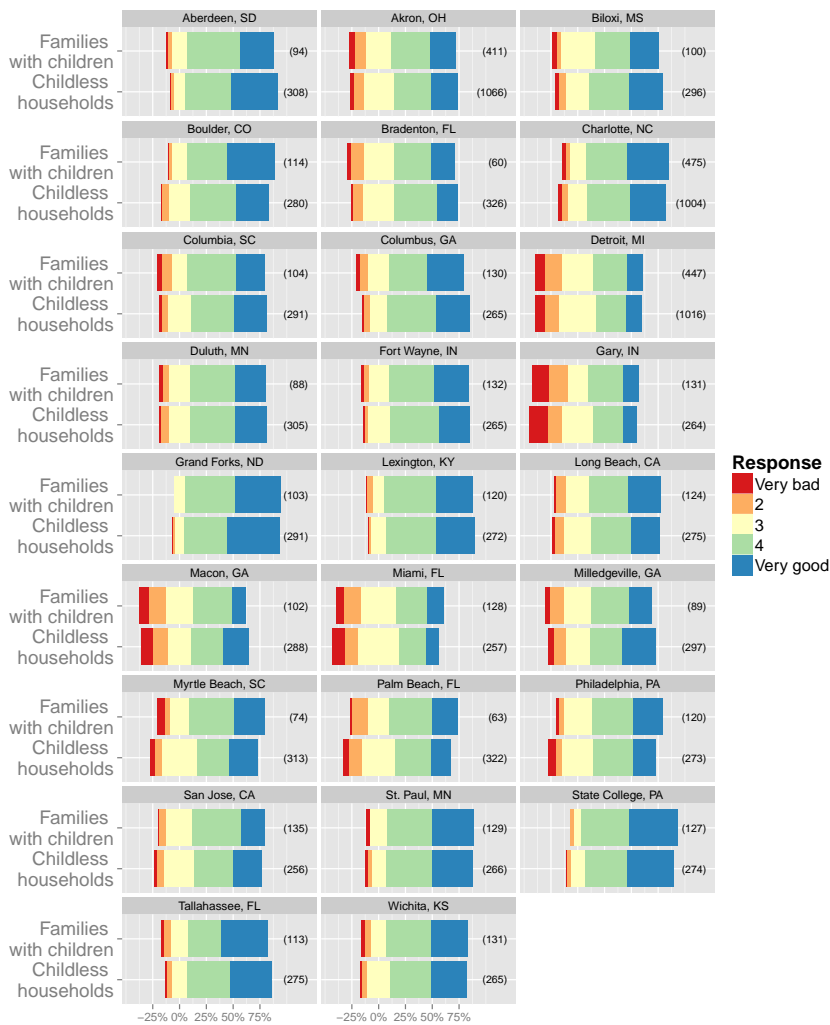 Aberdeen, SD
Akron, OH
Biloxi, MS
Families
with children
(94)
(411)
(100)
Childless
households
(308)
(1066)
(296)
Boulder, CO
Bradenton, FL
Charlotte, NC
Families
with children
(114)
(60)
(475)
Childless
households
(280)
(326)
(1004)
Columbia, SC
Columbus, GA
Detroit, MI
Families
with children
(104)
(130)
(447)
Childless
households
(291)
(265)
(1016)
Duluth, MN
Fort Wayne, IN
Gary, IN
Families
with children
(88)
(132)
(131)
Childless
households
(305)
(265)
(264)
Grand Forks, ND
Lexington, KY
Long Beach, CA
Families
with children
(103)
(120)
(124)
Childless
households
(291)
(272)
(275)
Macon, GA
Miami, FL
Milledgeville, GA
Families
with children
(102)
(128)
(89)
Childless
households
(288)
(257)
(297)
Myrtle Beach, SC
Palm Beach, FL
Philadelphia, PA
Families
with children
(74)
(63)
(120)
Childless
households
(313)
(322)
(273)
San Jose, CA
St. Paul, MN
State College, PA
Families
with children
(135)
(129)
(127)
Childless
households
(256)
(266)
(274)
Tallahassee, FL
Wichita, KS
Families
with children
(113)
(131)
Childless
households
(275)
(265)
−25% 0% 25% 50% 75%
−25% 0% 25% 50% 75%
Response
Very bad
2
3
4
Very good